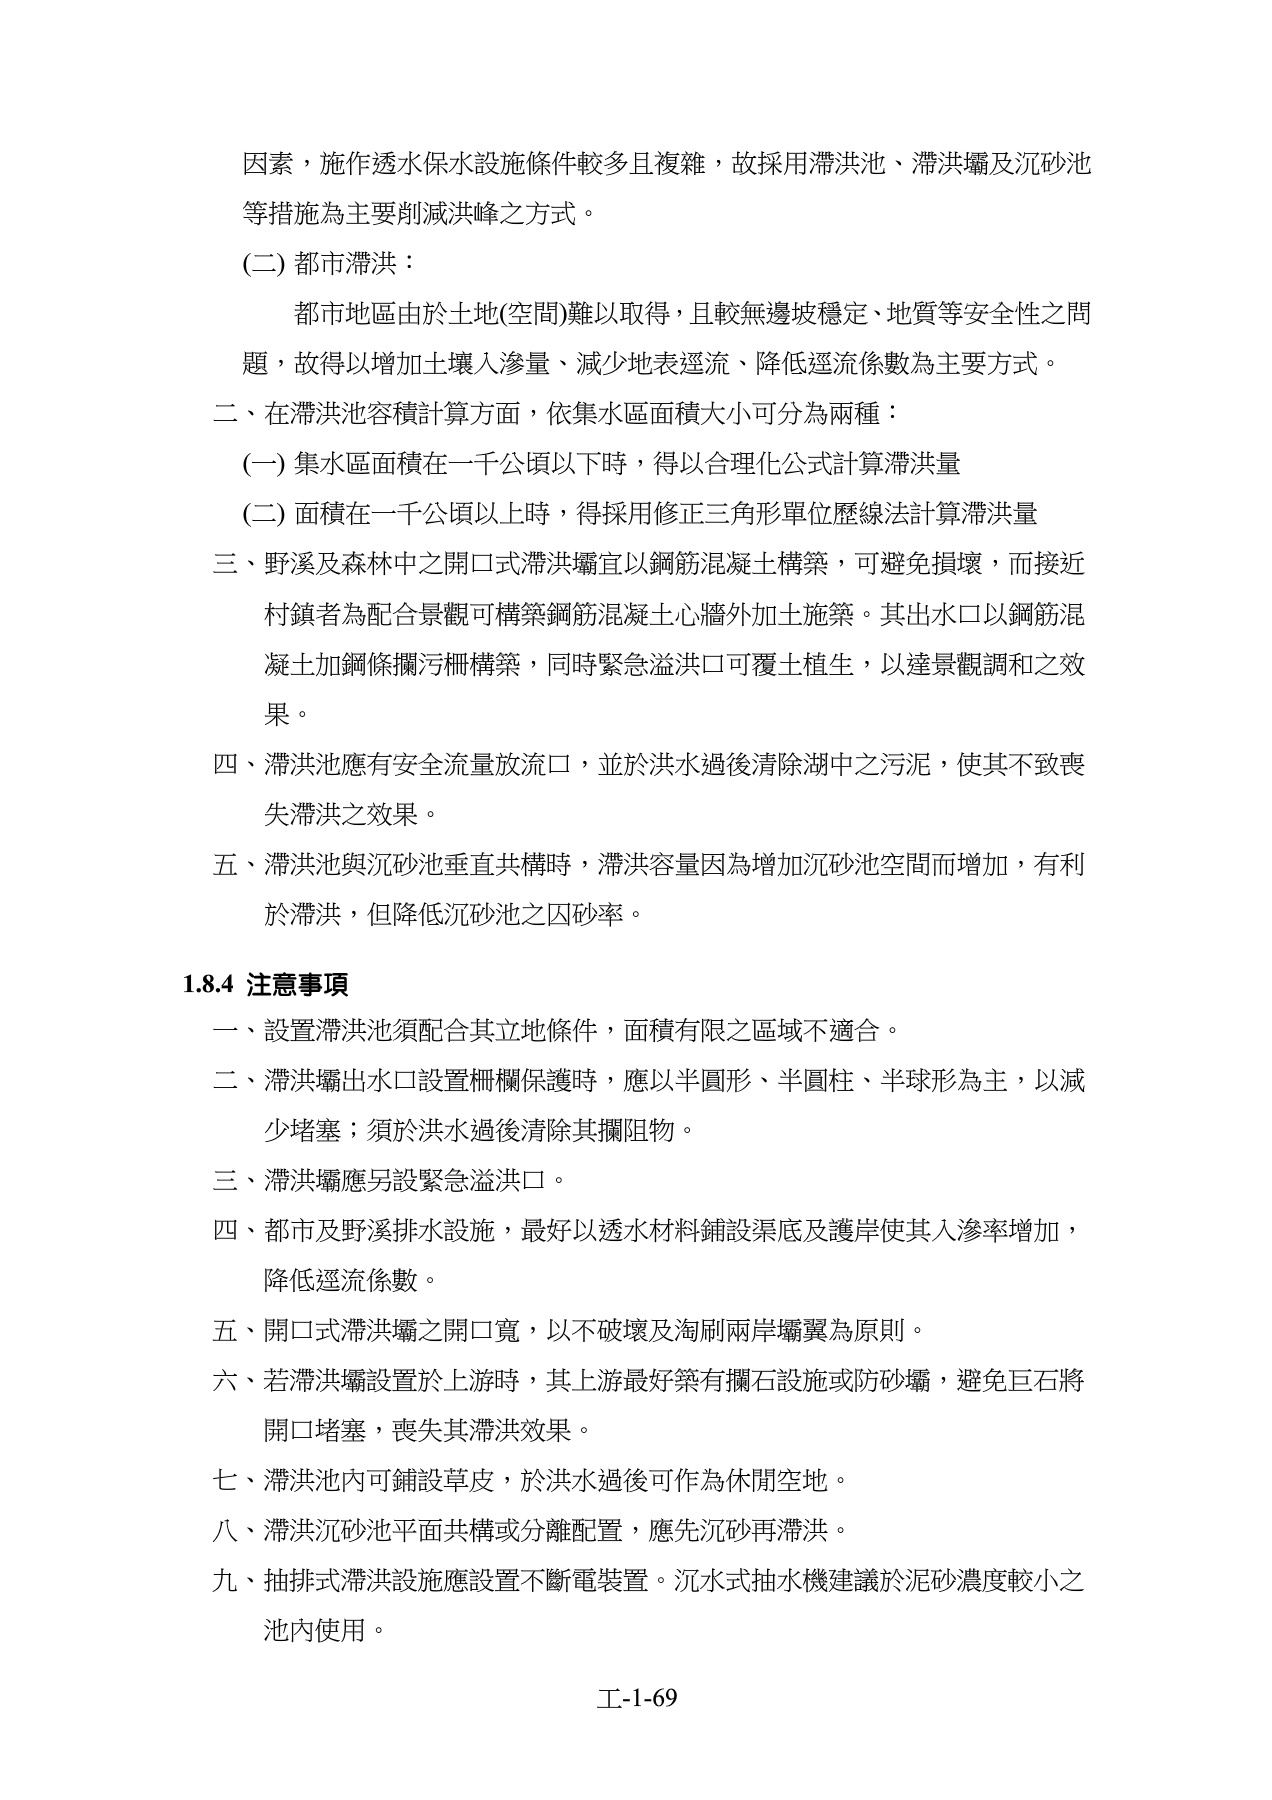 因素，施作透水保水設施條件較多且複雜，故採用滯洪池、滯洪壩及沉砂池
等措施為主要削減洪峰之方式。
(二) 都市滯洪：
都市地區由於土地(空間)難以取得，且較無邊坡穩定、地質等安全性之問
題，故得以增加土壤入滲量、減少地表逕流、降低逕流係數為主要方式。
二、在滯洪池容積計算方面，依集水區面積大小可分為兩種：
(一) 集水區面積在一千公頃以下時，得以合理化公式計算滯洪量
(二) 面積在一千公頃以上時，得採用修正三角形單位歷線法計算滯洪量
三、野溪及森林中之開口式滯洪壩宜以鋼筋混凝土構築，可避免損壞，而接近
村鎮者為配合景觀可構築鋼筋混凝土心牆外加土施築。其出水口以鋼筋混
凝土加鋼條攔污柵構築，同時緊急溢洪口可覆土植生，以達景觀調和之效
果。
四、滯洪池應有安全流量放流口，並於洪水過後清除湖中之污泥，使其不致喪
失滯洪之效果。
五、滯洪池與沉砂池垂直共構時，滯洪容量因為增加沉砂池空間而增加，有利
於滯洪，但降低沉砂池之囚砂率。
1.8.4 注意事項
一、設置滯洪池須配合其立地條件，面積有限之區域不適合。
二、滯洪壩出水口設置柵欄保護時，應以半圓形、半圓柱、半球形為主，以減
少堵塞；須於洪水過後清除其攔阻物。
三、滯洪壩應另設緊急溢洪口。
四、都市及野溪排水設施，最好以透水材料鋪設渠底及護岸使其入滲率增加，
降低逕流係數。
五、開口式滯洪壩之開口寬，以不破壞及淘刷兩岸壩翼為原則。
六、若滯洪壩設置於上游時，其上游最好築有攔石設施或防砂壩，避免巨石將
開口堵塞，喪失其滯洪效果。
七、滯洪池內可鋪設草皮，於洪水過後可作為休閒空地。
八、滯洪沉砂池平面共構或分離配置，應先沉砂再滯洪。
九、抽排式滯洪設施應設置不斷電裝置。沉水式抽水機建議於泥砂濃度較小之
池內使用。
工-1-69